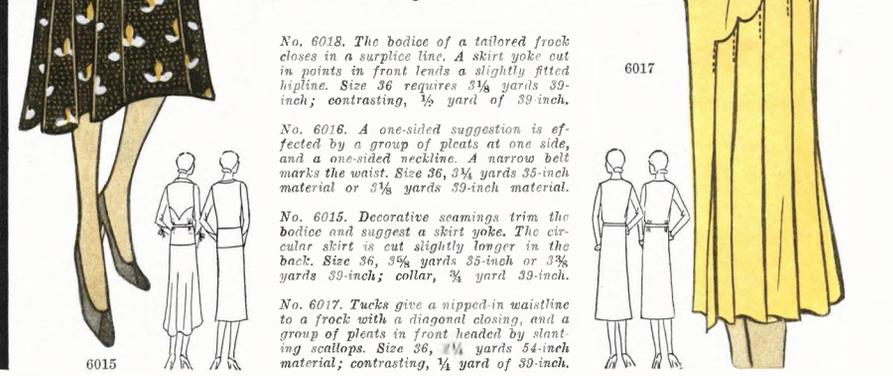 No. 6018. The bodice of a tailored frock
closes in a surplice line. A skirt yoke cut
in points in front lends a slightly fitted
hipline. Size 36 requires 3⅛ yards 39-
inch; contrasting, ½ yard of 39-inch.
No. 6016. A one-sided suggestion is ef-
fected by a group of pleats at one side,
and a one-sided neckline. A narrow belt
marks the waist. Size 36, 3¼ yards 35-inch
material or 3⅛ yards 39-inch material.
No. 6015. Decorative seamings trim the
bodice and suggest a skirt yoke. The cir-
cular skirt is cut slightly longer in the
back. Size 36, 3⅝ yards 35-inch or 3⅜
yards 39-inch; collar, ¾ yard 39-inch.
No. 6017. Tucks give a nipped-in waistline
to a frock with a diagonal closing, and a
group of pleats in front headed by slant-
ing scallops. Size 36, yards 54-inch
material; contrasting, ¼ yard of 39-inch.
6015
6017